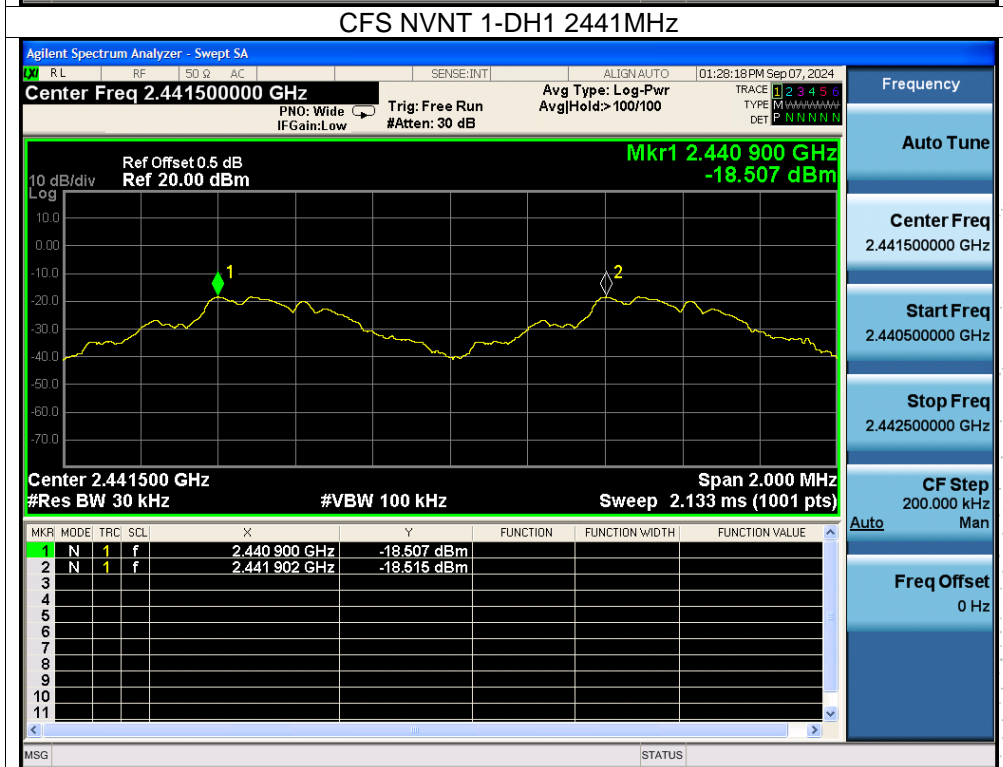 CFS NVNT 1-DH1 2441MHz
Agilent Spectrum Analyzer - Swept SA
LXI RL RF 50 Ω AC SENSE:INT ALIGN AUTO 01:28:18 PM Sep 07, 2024
Center Freq 2.441500000 GHz
PNO: Wide
IFGain:Low
Trig: Free Run
#Atten: 30 dB
Avg Type: Log-Pwr
Avg|Hold:>100/100
TRACE 1 2 3 4 5 6
TYPE M WWWWW
DET P N N N N N
Mkr1 2.440 900 GHz
-18.507 dBm
Ref Offset 0.5 dB
10 dB/div Ref 20.00 dBm
Log
10.0
0.00
-10.0
-20.0
-30.0
-40.0
-50.0
-60.0
-70.0
1
2
Center 2.441500 GHz Span 2.000 MHz
#Res BW 30 kHz #VBW 100 kHz Sweep 2.133 ms (1001 pts)
MKR MODE TRC SCL X Y FUNCTION FUNCTION WIDTH FUNCTION VALUE
1 N 1 f 2.440 900 GHz -18.507 dBm
2 N 1 f 2.441 902 GHz -18.515 dBm
3
4
5
6
7
8
9
10
11
MSG STATUS
Frequency
Auto Tune
Center Freq
2.441500000 GHz
Start Freq
2.440500000 GHz
Stop Freq
2.442500000 GHz
CF Step
200.000 kHz
Auto Man
Freq Offset
0 Hz